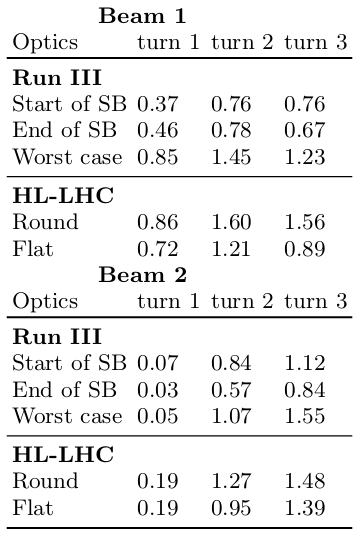 Beam 1
Optics turn 1 turn 2 turn 3
Run III
Start of SB 0.37 0.76 0.76
End of SB 0.46 0.78 0.67
Worst case 0.85 1.45 1.23
HL-LHC
Round 0.86 1.60 1.56
Flat 0.72 1.21 0.89
Beam 2
Optics turn 1 turn 2 turn 3
Run III
Start of SB 0.07 0.84 1.12
End of SB 0.03 0.57 0.84
Worst case 0.05 1.07 1.55
HL-LHC
Round 0.19 1.27 1.48
Flat 0.19 0.95 1.39